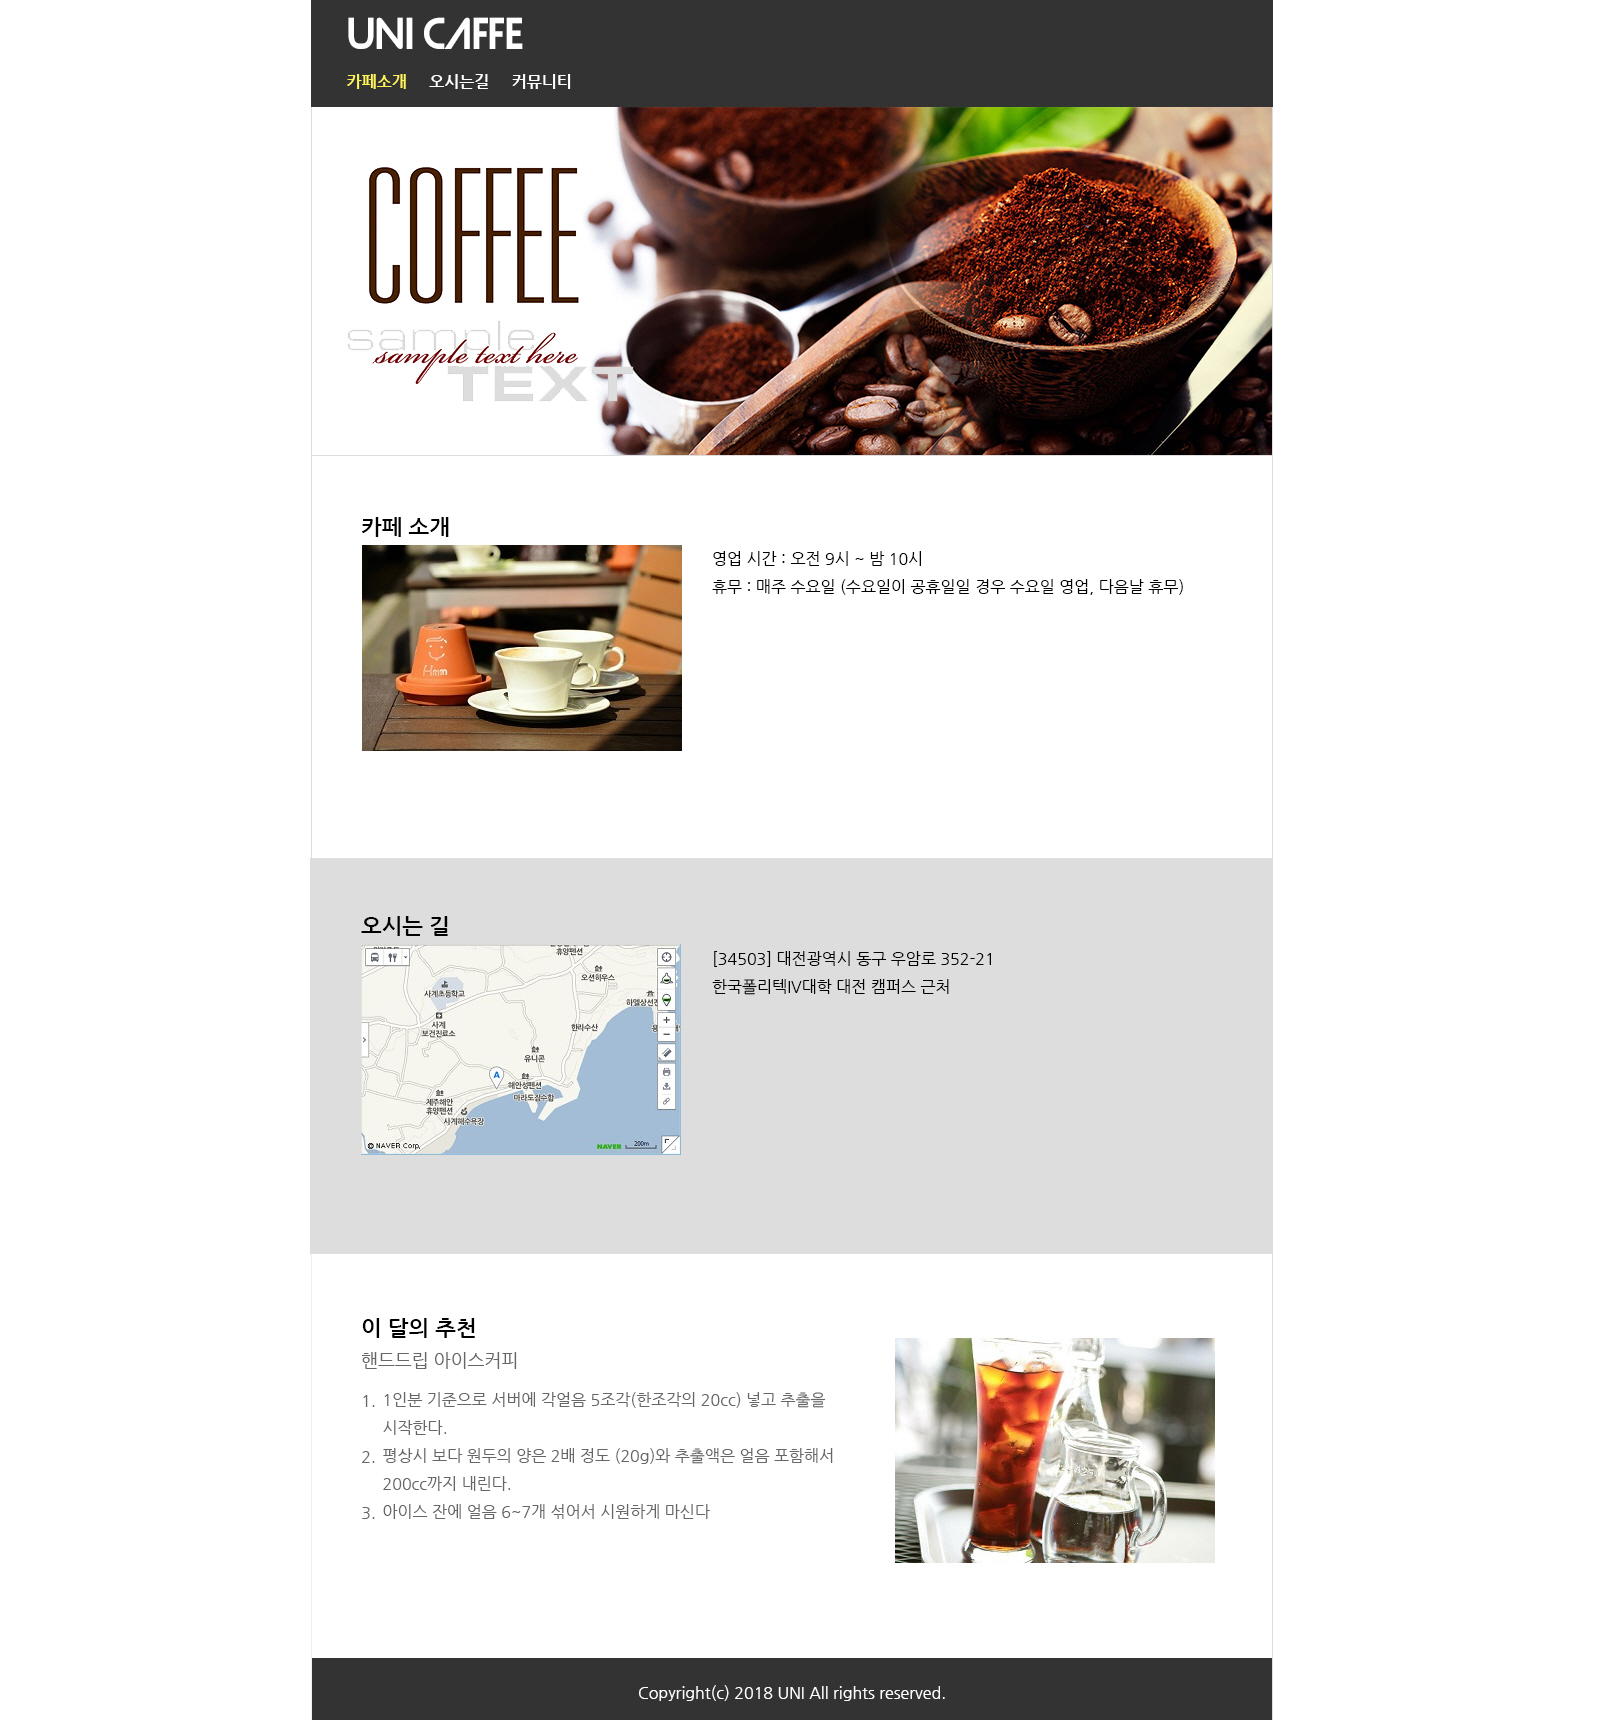 UNI CAFFE
카페소개 오시는길 커뮤니티
COFFEE
sample
sample text here
TEXT
카페 소개
영업 시간 : 오전 9시 ~ 밤 10시
휴무 : 매주 수요일 (수요일이 공휴일일 경우 수요일 영업, 다음날 휴무)
Hmm
오시는 길
[34503] 대전광역시 동구 우암로 352-21
한국폴리텍IV대학 대전 캠퍼스 근처
휴양펜션
오션하우스
사계초등학교
하멜상선전
사계
보건진료소
한라수산
유니콘
A
해안성펜션
마라도잠수함
제주해안
휴양펜션
사계해수욕장
© NAVER Corp.
NAVER 200m
이 달의 추천
핸드드립 아이스커피
1. 1인분 기준으로 서버에 각얼음 5조각(한조각의 20cc) 넣고 추출을
시작한다.
2. 평상시 보다 원두의 양은 2배 정도 (20g)와 추출액은 얼음 포함해서
200cc까지 내린다.
3. 아이스 잔에 얼음 6~7개 섞어서 시원하게 마신다
Copyright(c) 2018 UNI All rights reserved.